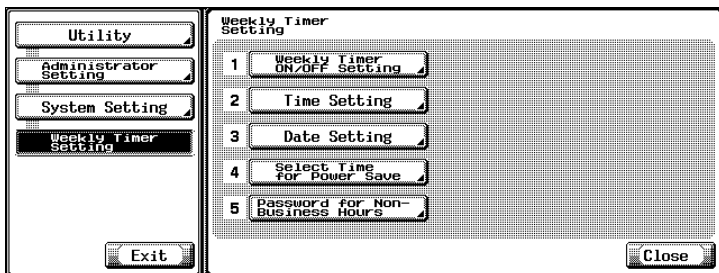 Utility
Administrator
Setting
System Setting
Weekly Timer
Setting
Exit
Weekly Timer
Setting
1 Weekly Timer
ON/OFF Setting
2 Time Setting
3 Date Setting
4 Select Time
for Power Save
5 Password for Non-
Business Hours
Close